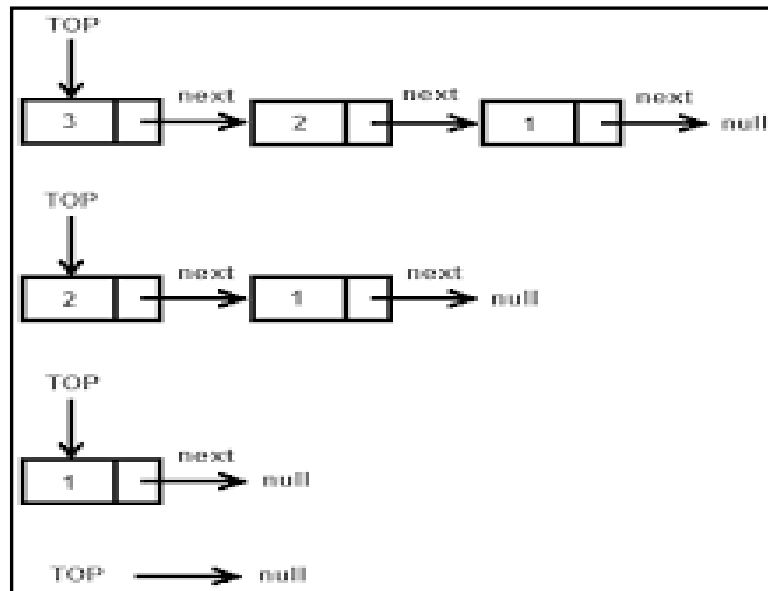 TOP
next next next
3 2 1 null
TOP
next next
2 1 null
TOP
next
1 null
TOP null